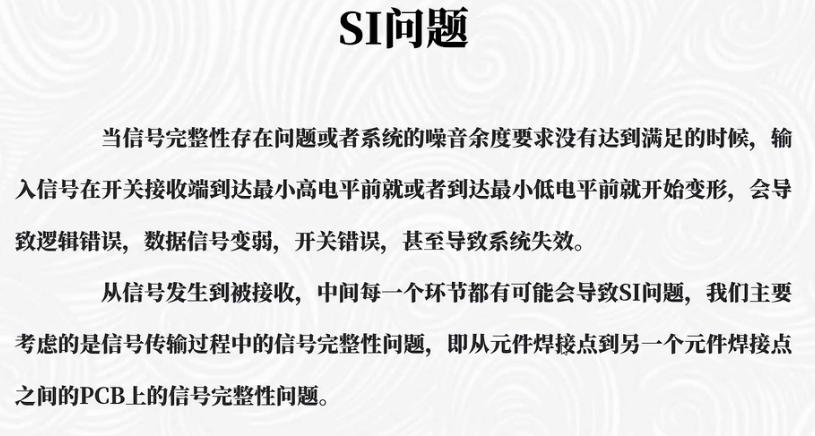 SI问题
当信号完整性存在问题或者系统的噪音余度要求没有达到满足的时候，输
入信号在开关接收端到达最小高电平前就或者到达最小低电平前就开始变形，会导
致逻辑错误，数据信号变弱，开关错误，甚至导致系统失效。
从信号发生到被接收，中间每一个环节都有可能会导致SI问题，我们主要
考虑的是信号传输过程中的信号完整性问题，即从元件焊接点到另一个元件焊接点
之间的PCB上的信号完整性问题。